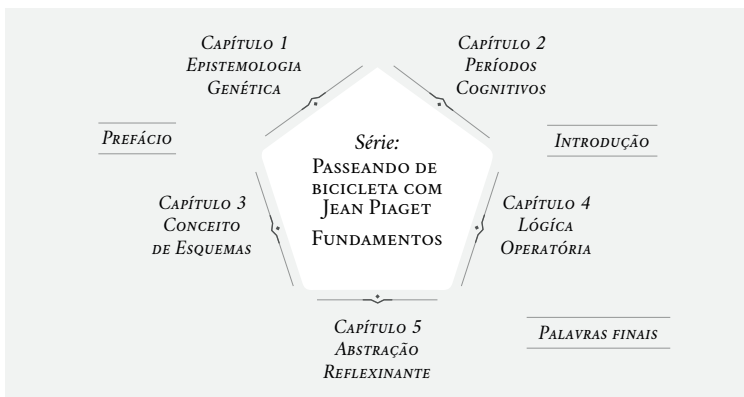 Capítulo 1
Epistemologia
Genética
Capítulo 2
Períodos
Cognitivos
Prefácio
Introdução
Série:
Passeando de
bicicleta com
Jean Piaget
Fundamentos
Capítulo 3
Conceito
de Esquemas
Capítulo 4
Lógíca
Operatória
Capítulo 5
Abstração
Reflexinante
Palavras finais